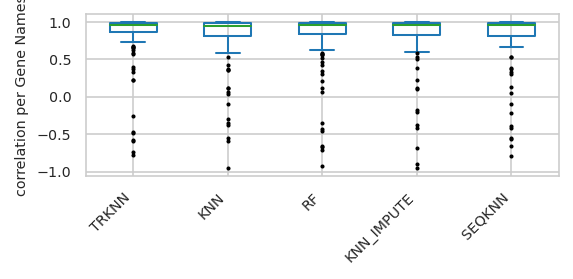 correlation per Gene Names
1.0
0.5
0.0
−0.5
−1.0
TRKNN
KNN
RF
KNN_IMPUTE
SEQKNN